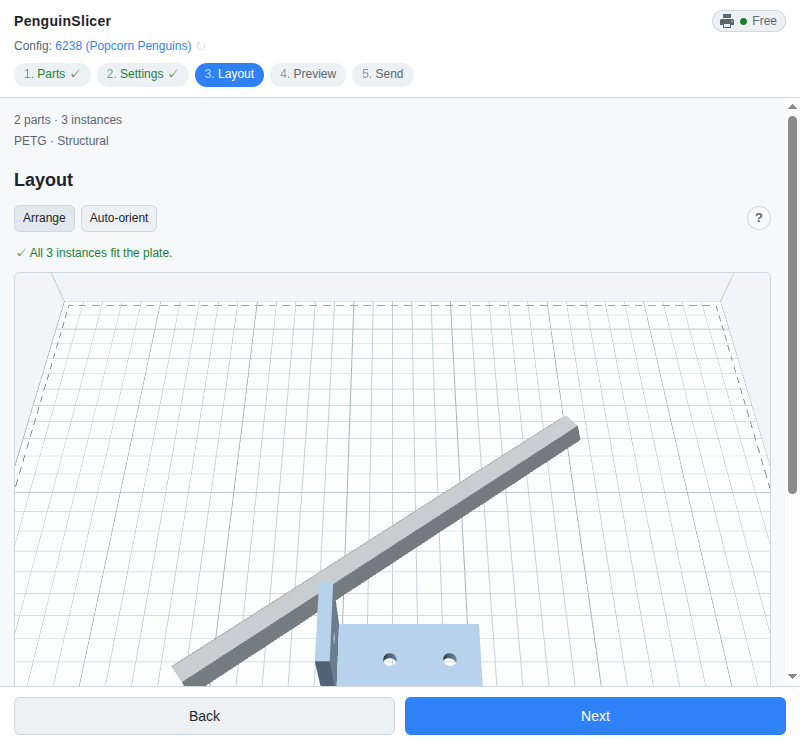 PenguinSlicer
Free
Config: 6238 (Popcorn Penguins)
1. Parts ✓
2. Settings ✓
3. Layout
4. Preview
5. Send
2 parts · 3 instances
PETG · Structural
Layout
Arrange
Auto-orient
?
✓ All 3 instances fit the plate.
Back
Next